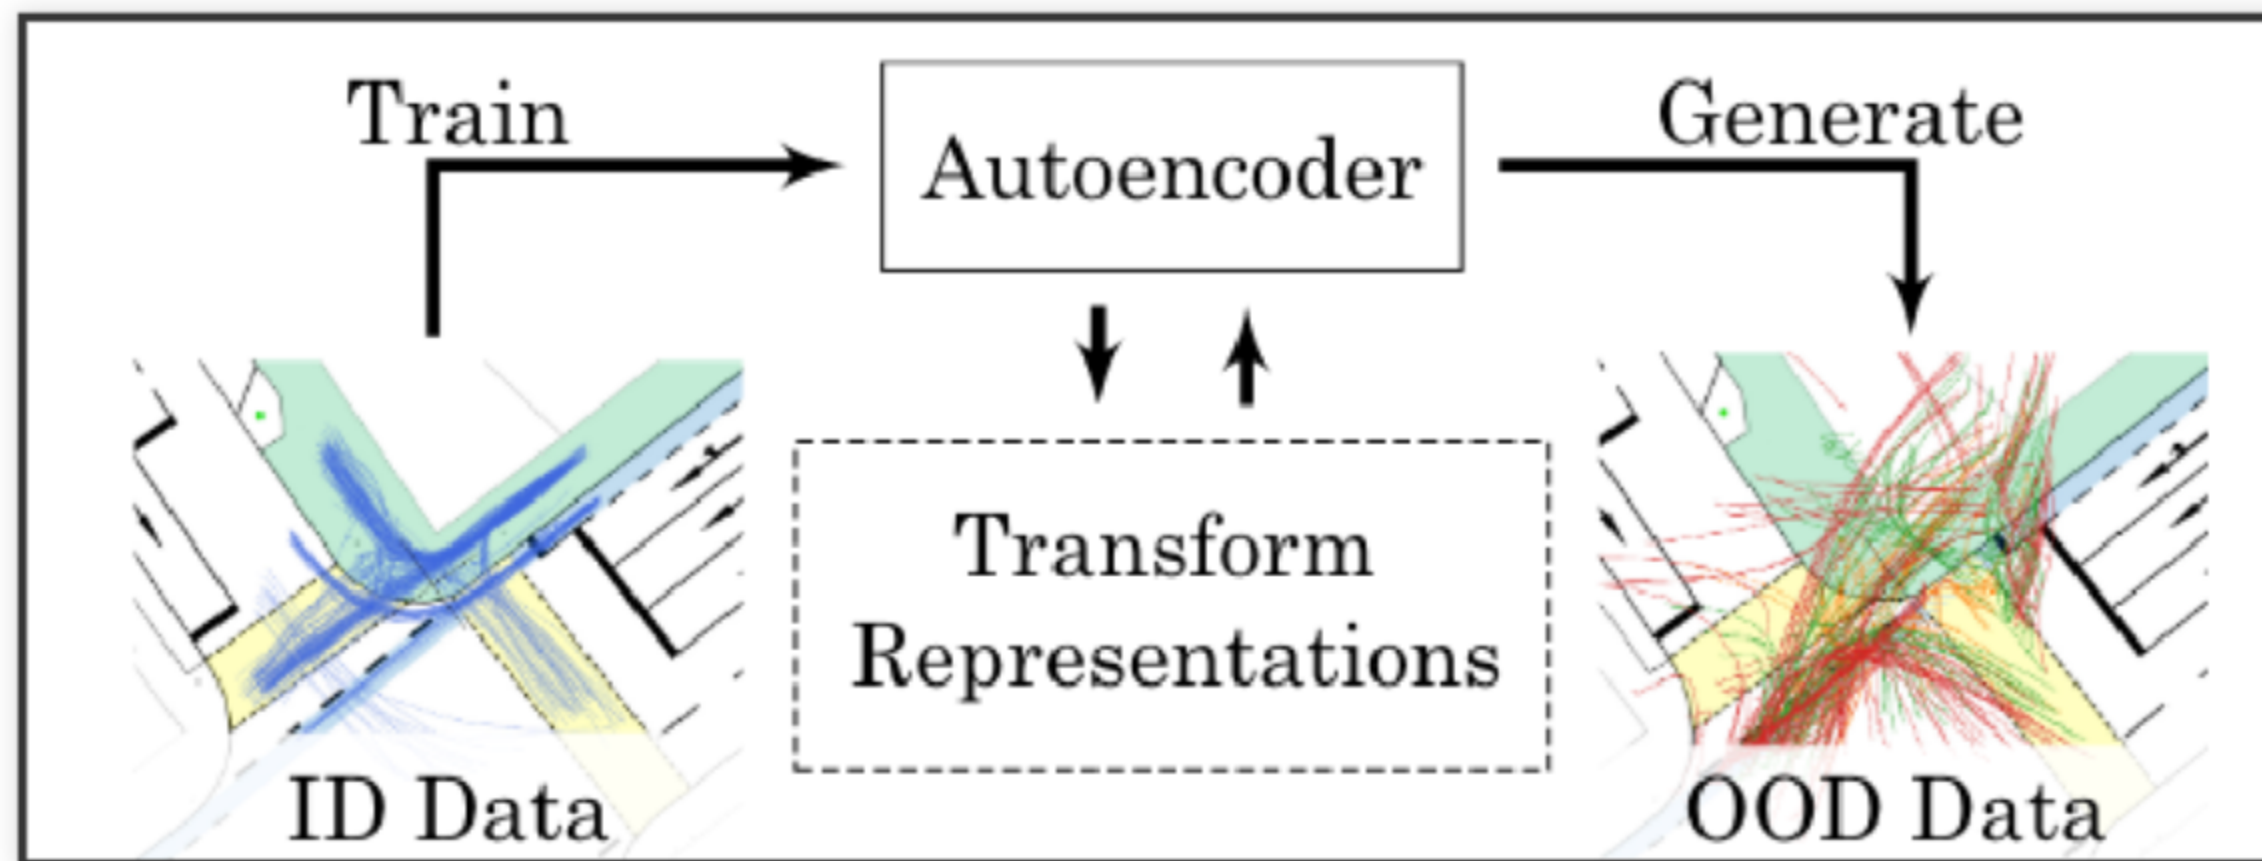 Train
Autoencoder
Generate
Transform
Representations
ID Data
OOD Data